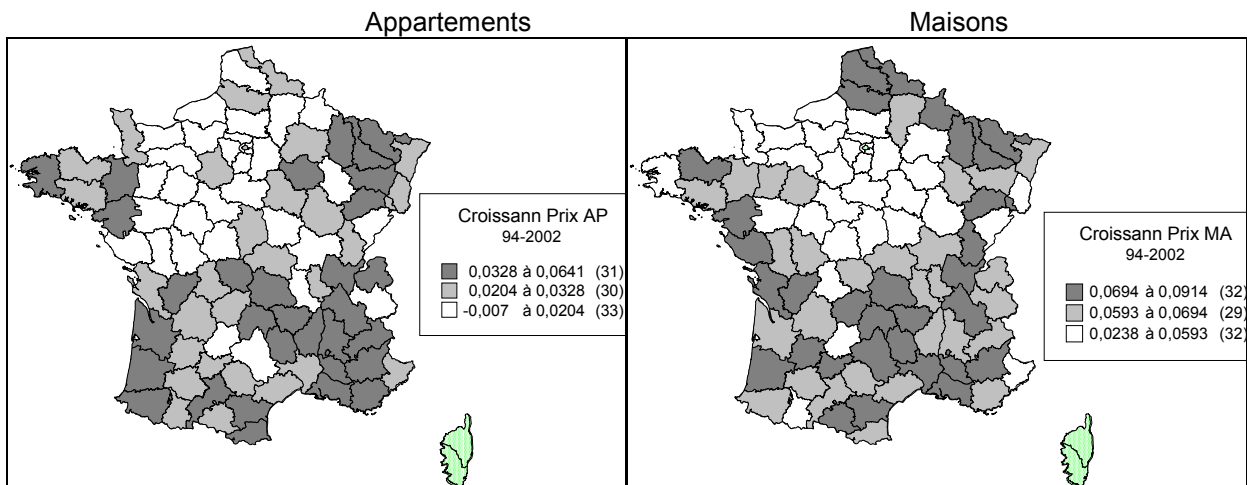 Appartements
Maisons
Croissann Prix AP
94-2002
0,0328 à 0,0641 (31)
0,0204 à 0,0328 (30)
-0,007 à 0,0204 (33)
Croissann Prix MA
94-2002
0,0694 à 0,0914 (32)
0,0593 à 0,0694 (29)
0,0238 à 0,0593 (32)